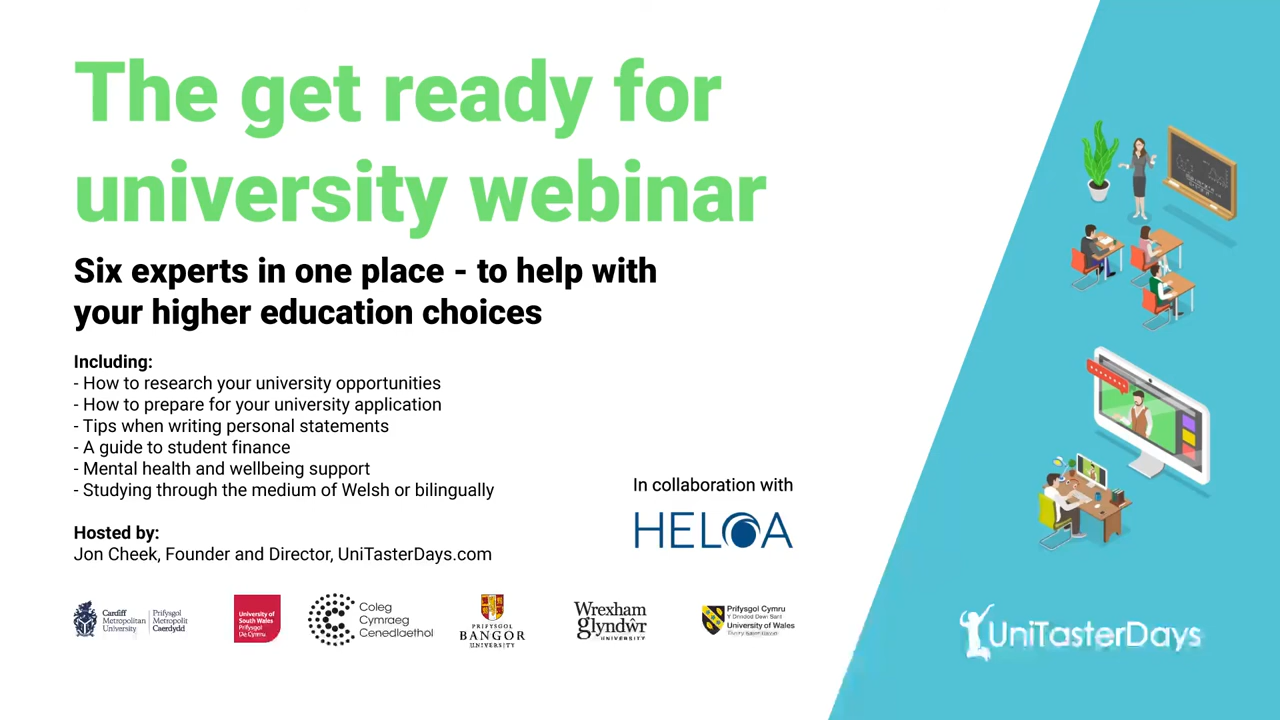 The get ready for
university webinar
Six experts in one place - to help with
your higher education choices
Including:
- How to research your university opportunities
- How to prepare for your university application
- Tips when writing personal statements
- A guide to student finance
- Mental health and wellbeing support
- Studying through the medium of Welsh or bilingually
Hosted by:
Jon Cheek, Founder and Director, UniTasterDays.com
In collaboration with
HELOA
Cardiff
Metropolitan
University
Prifysgol
Metropolit
Caerdydd
University of
South Wales
Prifysgol
De Cymru
Coleg
Cymraeg
Cenedlaethol
PRIFYSGOL
BANGOR
UNIVERSITY
Wrexham
glyndŵr
UNIVERSITY
Prifysgol Cymru
Y Drindod Dewi Sant
University of Wales
Trinity Saint David
UniTasterDays